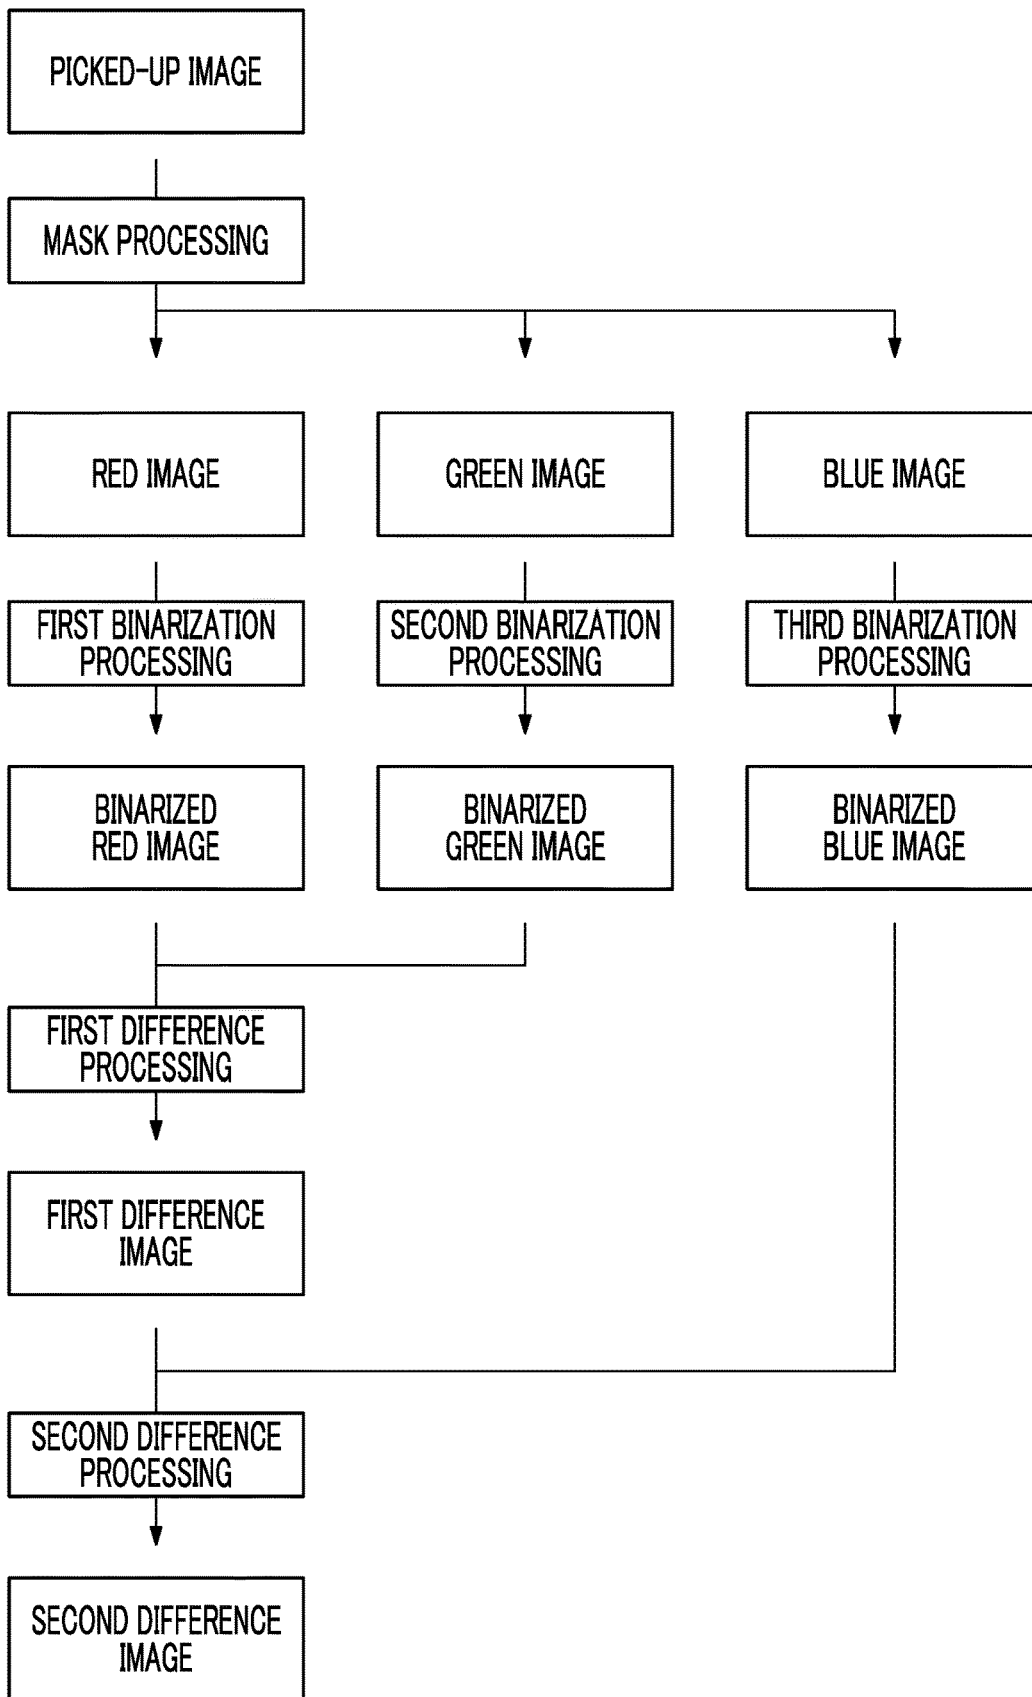 PICKED-UP IMAGE
MASK PROCESSING
RED IMAGE
GREEN IMAGE
BLUE IMAGE
FIRST BINARIZATION
PROCESSING
SECOND BINARIZATION
PROCESSING
THIRD BINARIZATION
PROCESSING
BINARIZED
RED IMAGE
BINARIZED
GREEN IMAGE
BINARIZED
BLUE IMAGE
FIRST DIFFERENCE
PROCESSING
FIRST DIFFERENCE
IMAGE
SECOND DIFFERENCE
PROCESSING
SECOND DIFFERENCE
IMAGE